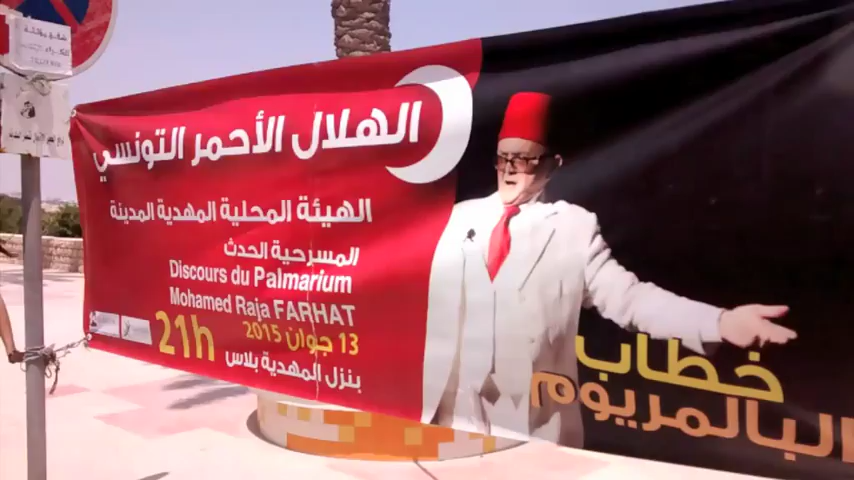 الهلال الأحمر التونسي
الهيئة المحلية المهدية المدينة
المسرحية الحدث
Discours du Palmarium
Mohamed Raja FARHAT
13 جوان 2015
21h
بنزل المهدية بلاس
خطاب
البالمريوم